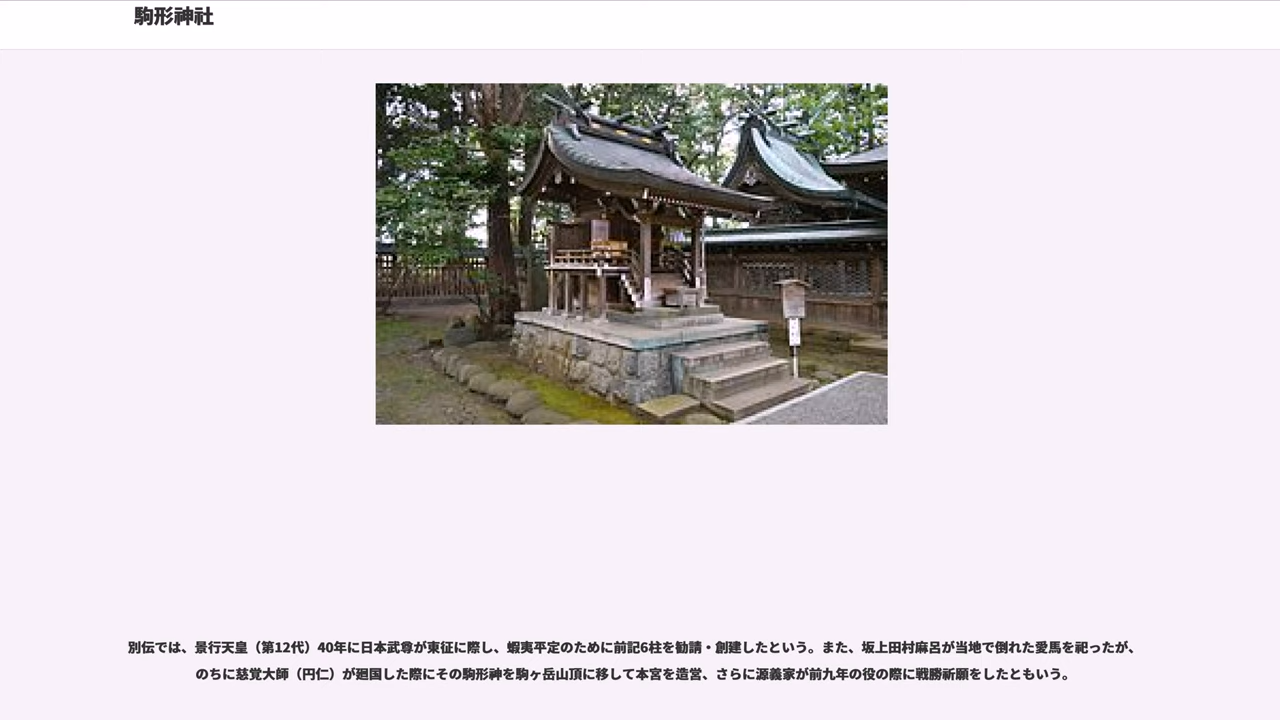 駒形神社
別伝では、景行天皇（第12代）40年に日本武尊が東征に際し、蝦夷平定のために前記6柱を勧請・創建したという。また、坂上田村麻呂が当地で倒れた愛馬を祀ったが、
のちに慈覚大師（円仁）が廻国した際にその駒形神を駒ヶ岳山頂に移して本宮を造営、さらに源義家が前九年の役の際に戦勝祈願をしたともいう。